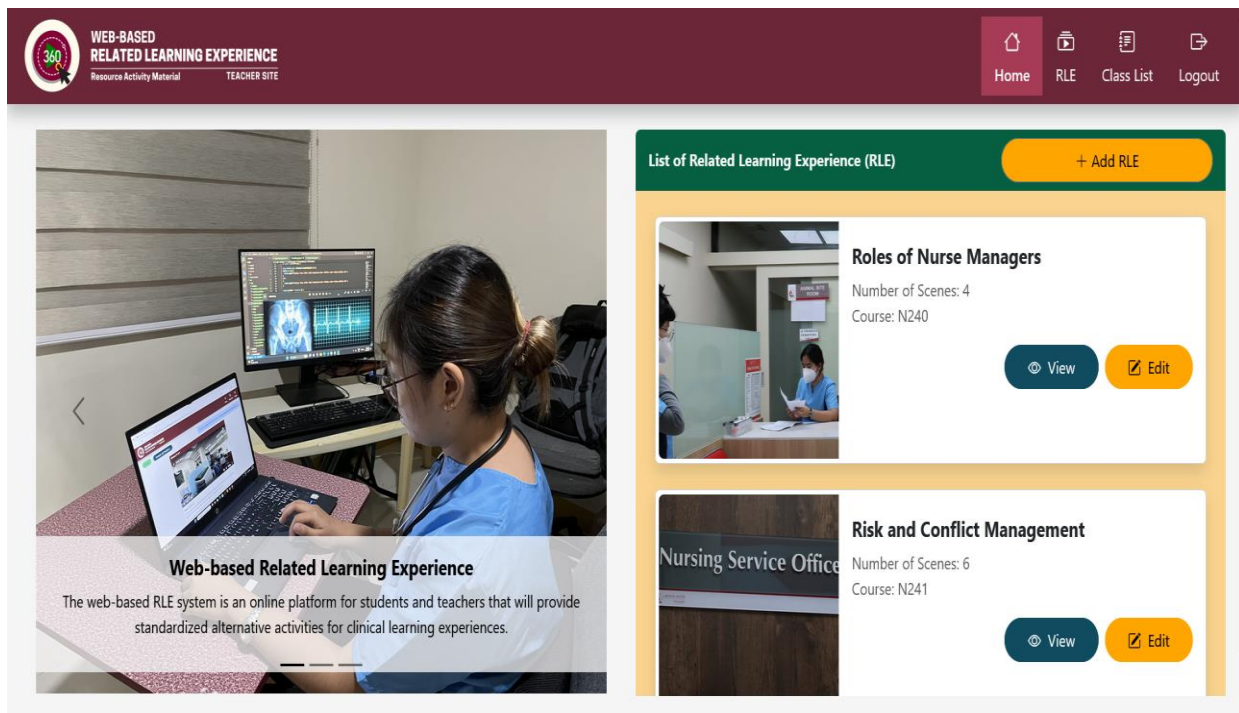 360
WEB-BASED
RELATED LEARNING EXPERIENCE
Resource Activity Material TEACHER SITE
Home RLE Class List Logout
Web-based Related Learning Experience
The web-based RLE system is an online platform for students and teachers that will provide
standardized alternative activities for clinical learning experiences.
List of Related Learning Experience (RLE)
+ Add RLE
Roles of Nurse Managers
Number of Scenes: 4
Course: N240
View Edit
Nursing Service Office
Risk and Conflict Management
Number of Scenes: 6
Course: N241
View Edit